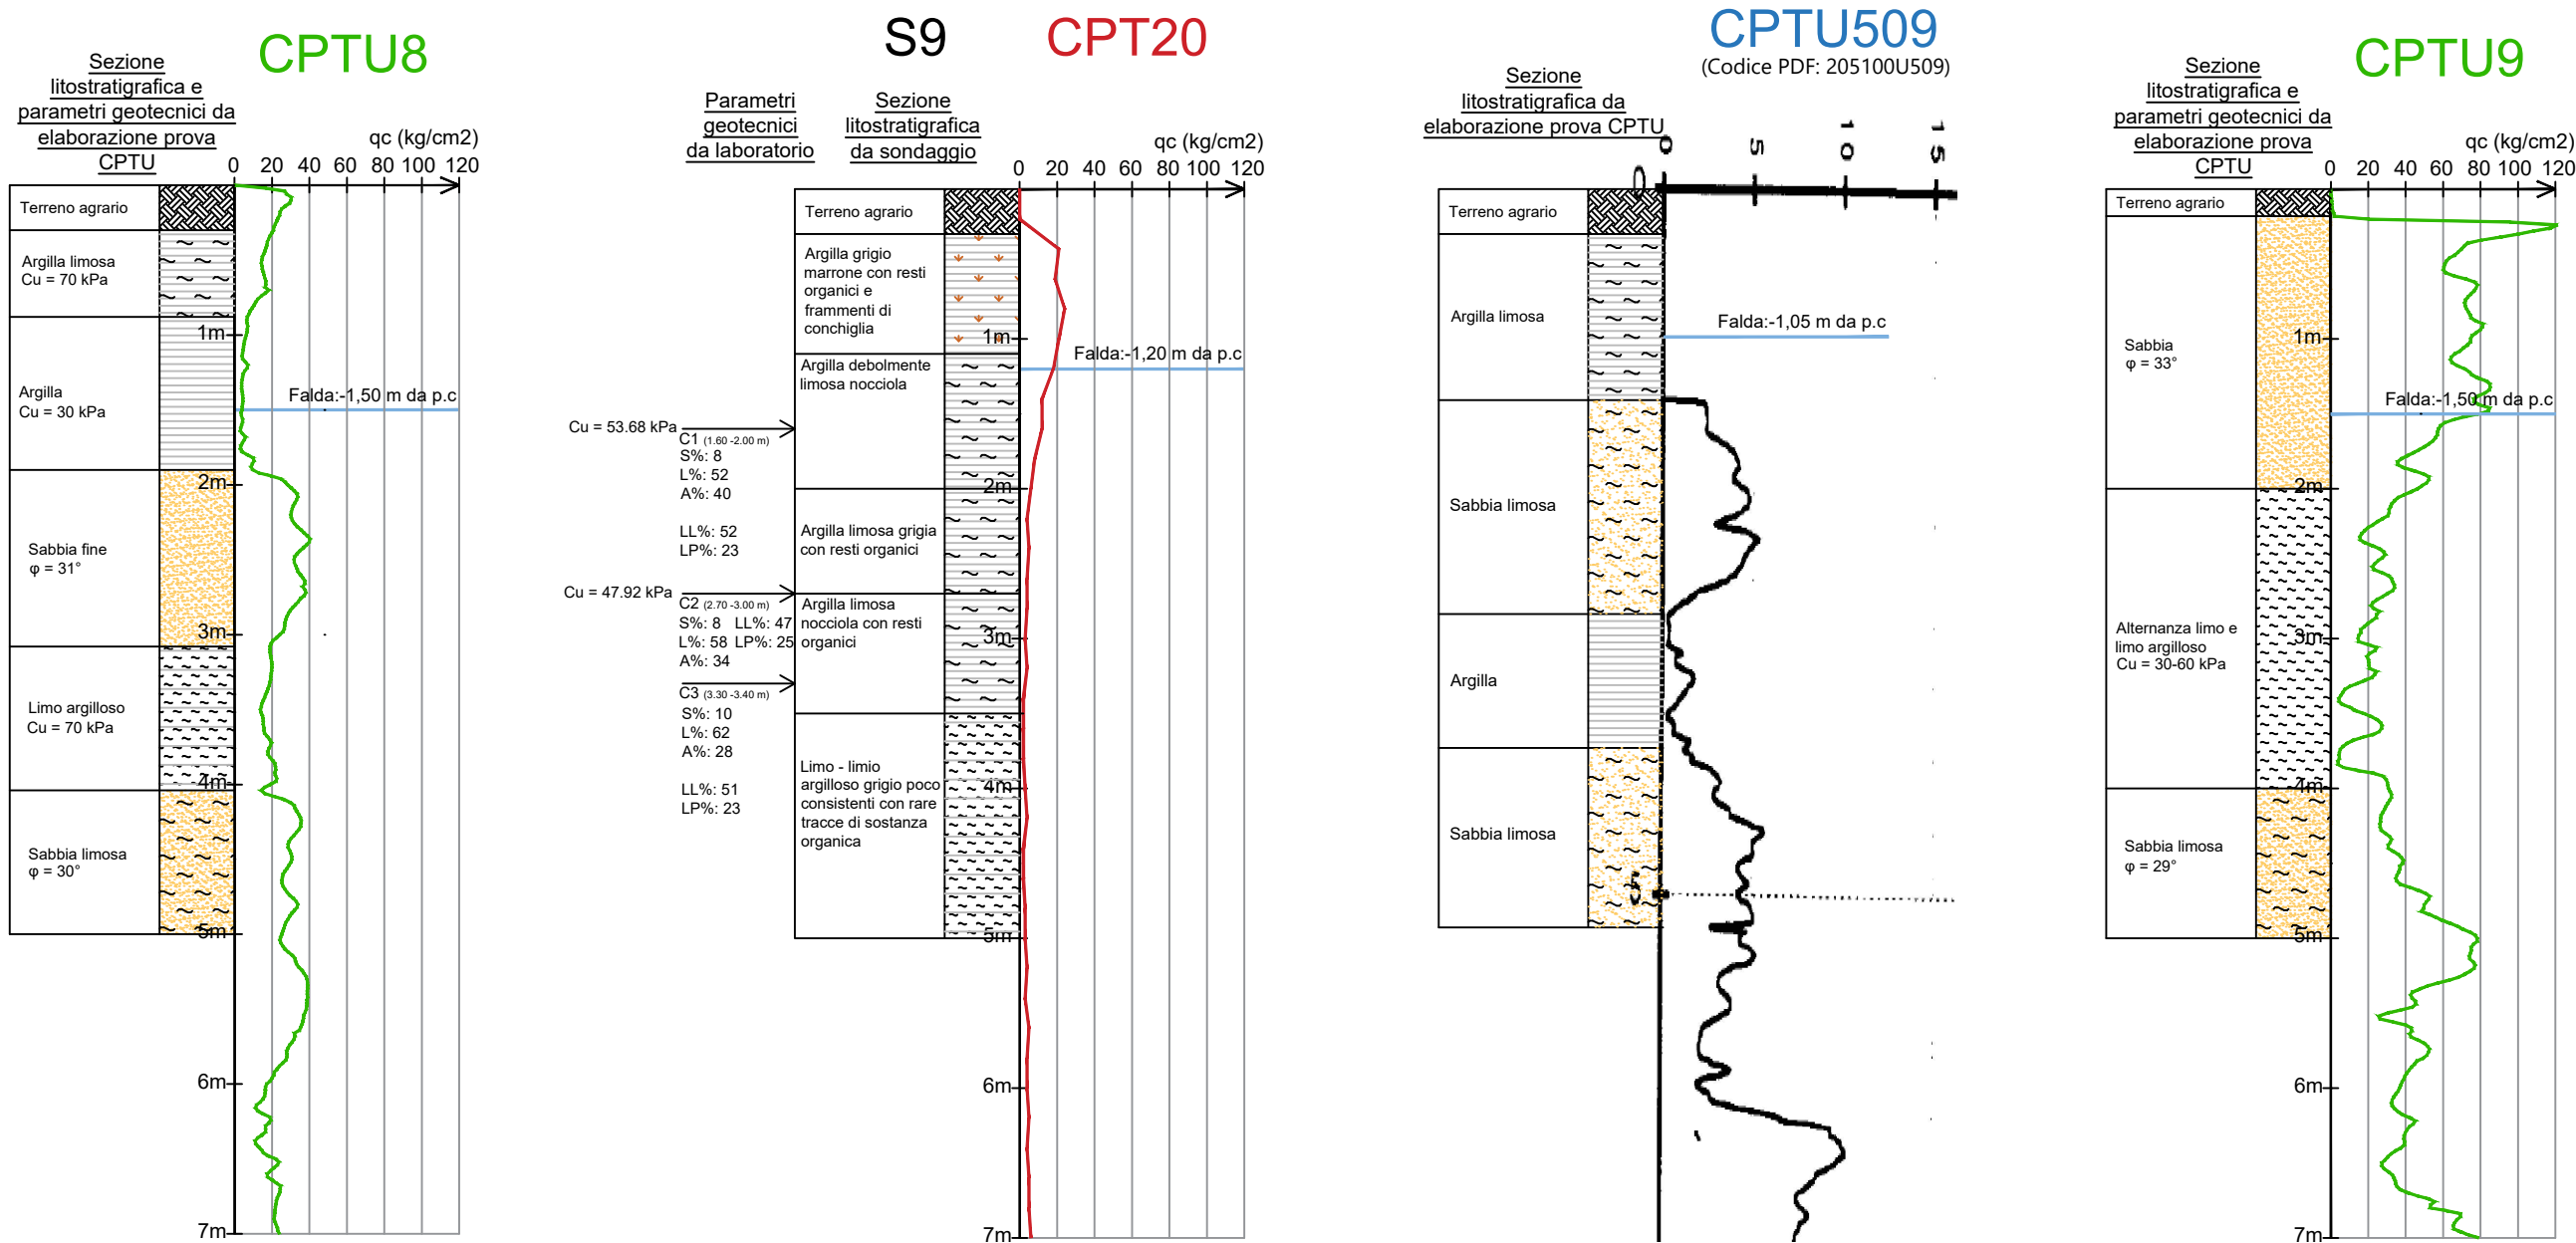 CPTU8
Sezione
litostratigrafica e
parametri geotecnici da
elaborazione prova
CPTU
qc (kg/cm2)
0 20 40 60 80 100 120
Terreno agrario
Argilla limosa
Cu = 70 kPa
Argilla
Cu = 30 kPa
Sabbia fine
φ = 31°
Limo argilloso
Cu = 70 kPa
Sabbia limosa
φ = 30°
1m
2m
3m
4m
5m
6m
7m
Falda:-1,50 m da p.c
S9
CPT20
Parametri
geotecnici
da laboratorio
Sezione
litostratigrafica
da sondaggio
qc (kg/cm2)
0 20 40 60 80 100 120
Terreno agrario
Argilla grigio
marrone con resti
organici e
frammenti di
conchiglia
Argilla debolmente
limosa nocciola
Argilla limosa grigia
con resti organici
Argilla limosa
nocciola con resti
organici
Limo - limio
argilloso grigio poco
consistenti con rare
tracce di sostanza
organica
Cu = 53.68 kPa
C1 (1.60 -2.00 m)
S%: 8
L%: 52
A%: 40
LL%: 52
LP%: 23
Cu = 47.92 kPa
C2 (2.70 -3.00 m)
S%: 8 LL%: 47
L%: 58 LP%: 25
A%: 34
C3 (3.30 -3.40 m)
S%: 10
L%: 62
A%: 28
LL%: 51
LP%: 23
1m
2m
3m
4m
5m
6m
7m
Falda:-1,20 m da p.c
CPTU509
(Codice PDF: 205100U509)
Sezione
litostratigrafica da
elaborazione prova CPTU
0 5 10 15
0
5
Terreno agrario
Argilla limosa
Sabbia limosa
Argilla
Sabbia limosa
Falda:-1,05 m da p.c
CPTU9
Sezione
litostratigrafica e
parametri geotecnici da
elaborazione prova
CPTU
qc (kg/cm2)
0 20 40 60 80 100 120
Terreno agrario
Sabbia
φ = 33°
Alternanza limo e
limo argilloso
Cu = 30-60 kPa
Sabbia limosa
φ = 29°
1m
2m
3m
4m
5m
6m
7m
Falda:-1,50 m da p.c